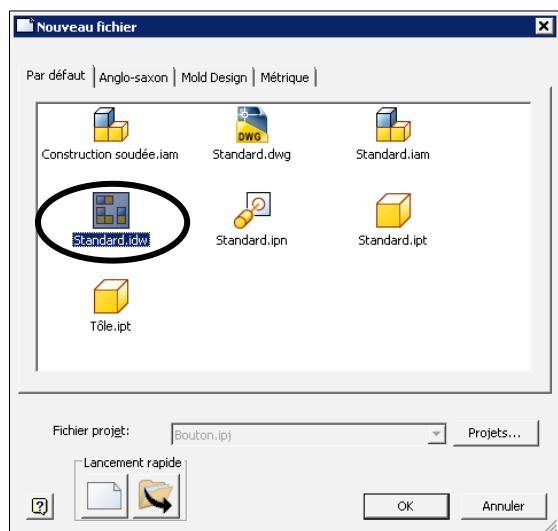 Nouveau fichier
Par défaut Anglo-saxon Mold Design Métrique
DWG
Construction soudée.iam Standard.dwg Standard.iam
Standard.idw Standard.ipn Standard.ipt
Tôle.ipt
Fichier projet: Bouton.ipj Projets...
Lancement rapide
OK Annuler